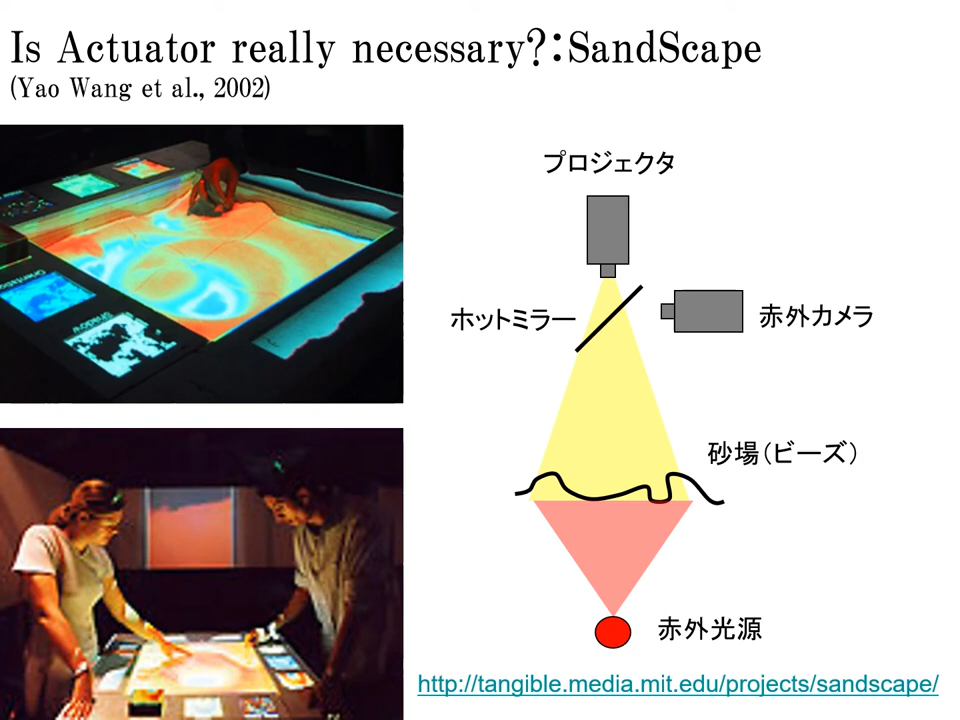 Is Actuator really necessary?:SandScape
(Yao Wang et al., 2002)
プロジェクタ
ホットミラー
赤外カメラ
砂場(ビーズ)
赤外光源
http://tangible.media.mit.edu/projects/sandscape/
Shadow